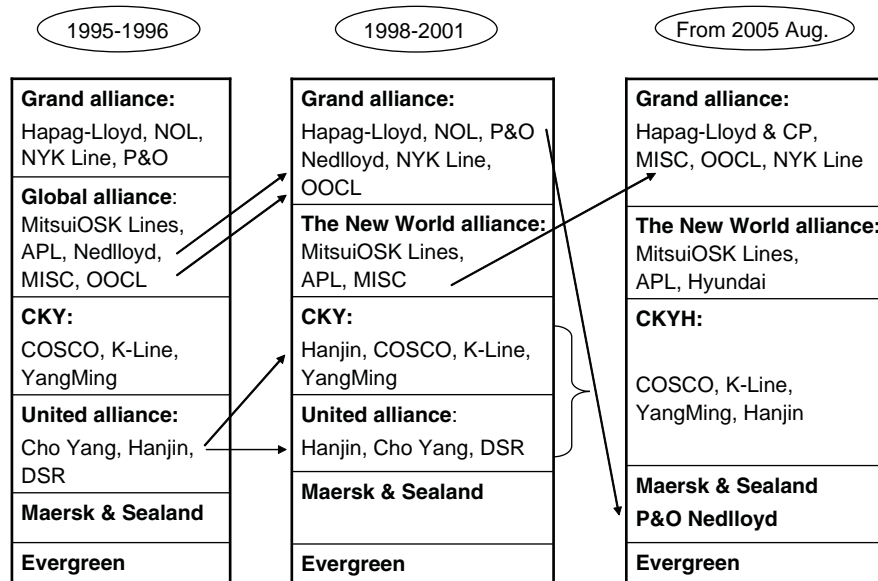 1995-1996
1998-2001
From 2005 Aug.
Grand alliance:
Hapag-Lloyd, NOL,
NYK Line, P&O
Global alliance:
MitsuiOSK Lines,
APL, Nedlloyd,
MISC, OOCL
CKY:
COSCO, K-Line,
YangMing
United alliance:
Cho Yang, Hanjin,
DSR
Maersk & Sealand
Evergreen
Grand alliance:
Hapag-Lloyd, NOL, P&O
Nedlloyd, NYK Line,
OOCL
The New World alliance:
MitsuiOSK Lines,
APL, MISC
CKY:
Hanjin, COSCO, K-Line,
YangMing
United alliance:
Hanjin, Cho Yang, DSR
Maersk & Sealand
Evergreen
Grand alliance:
Hapag-Lloyd & CP,
MISC, OOCL, NYK Line
The New World alliance:
MitsuiOSK Lines,
APL, Hyundai
CKYH:
COSCO, K-Line,
YangMing, Hanjin
Maersk & Sealand
P&O Nedlloyd
Evergreen